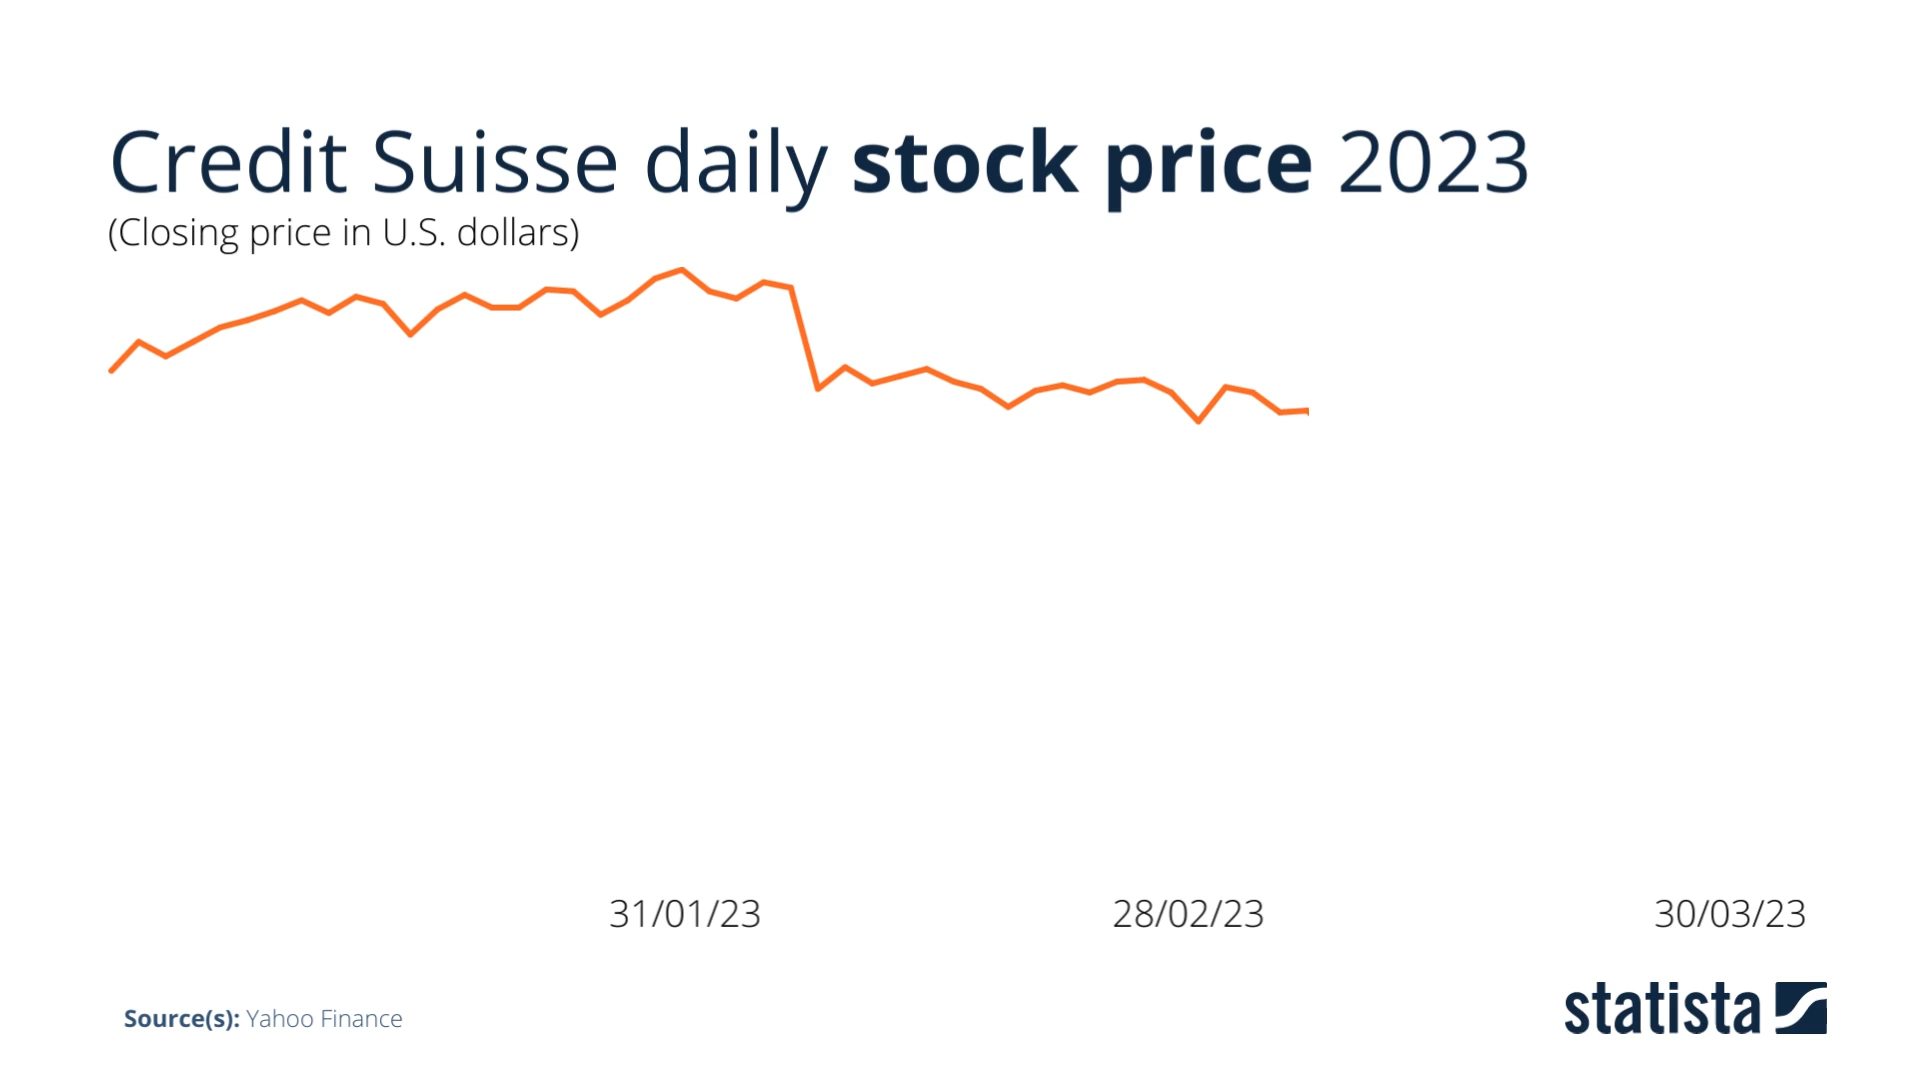 Credit Suisse daily stock price 2023
(Closing price in U.S. dollars)
31/01/23 28/02/23 30/03/23
Source(s): Yahoo Finance
statista